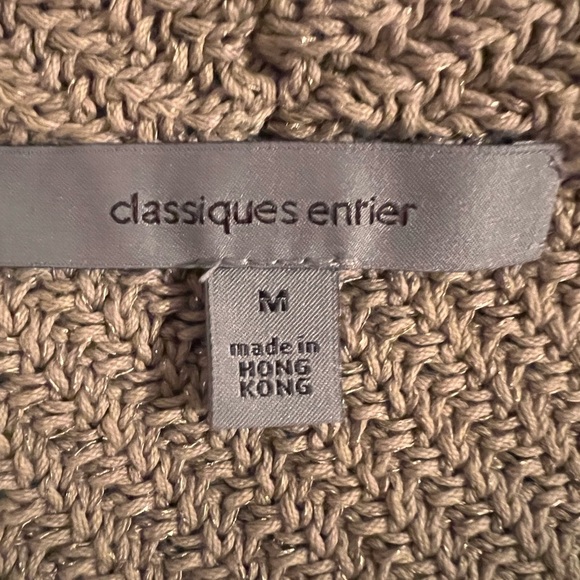 classiques entier
M
made in
HONG
KONG